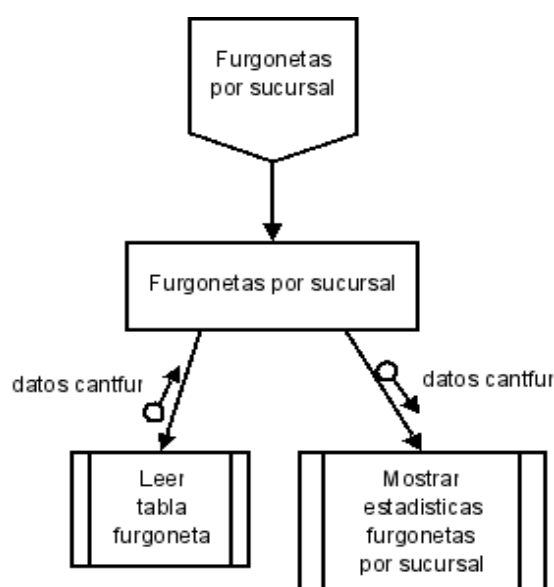 Furgonetas
por sucursal
Furgonetas por sucursal
datos cantfur
datos cantfur
Leer
tabla
furgoneta
Mostrar
estadisticas
furgonetas
por sucursal